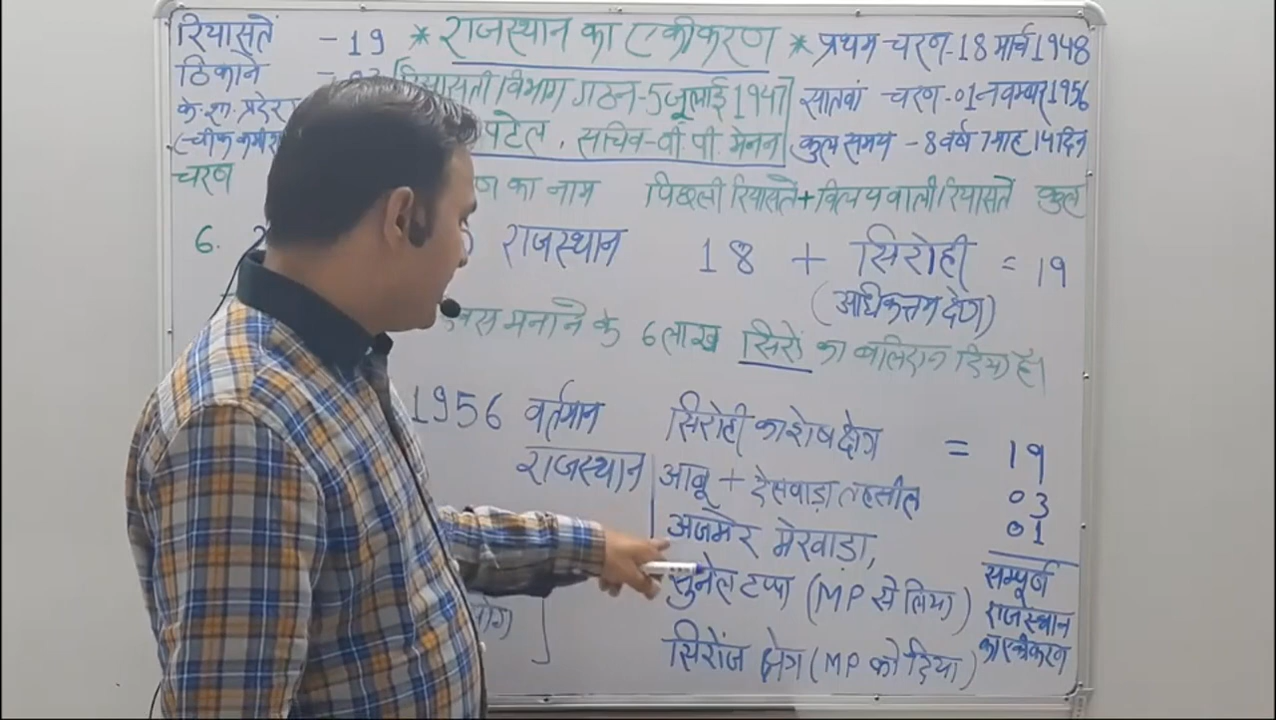 रियासतें - 19 * राजस्थान का एकीकरण * प्रथम चरण - 18 मार्च 1948
ठिकाने
रियासती विभाग गठन - 5 जुलाई 1947 सातवां चरण - 01 नवम्बर 1956
के. शा. प्रदेश
पटेल, सचिव - वी. पी. मेनन कुल समय - 8 वर्ष 7 माह 14 दिन
चरण का नाम पिछली रियासतें + विलय वाली रियासतें कुल
6. राजस्थान 18 + सिरोही = 19
(अधिकतम क्षेत्र)
मनाने के 6 लाख सिरों का बलिदान दिया है।
1956 वर्तमान सिरोही का शेष क्षेत्र = 19
राजस्थान आबू + देलवाड़ा तहसील 03
अजमेर मेरवाड़ा, 01
सुनेल टप्पा (MP से लिया) सम्पूर्ण
राजस्थान
सिरोंज क्षेत्र (MP को दिया) का एकीकरण